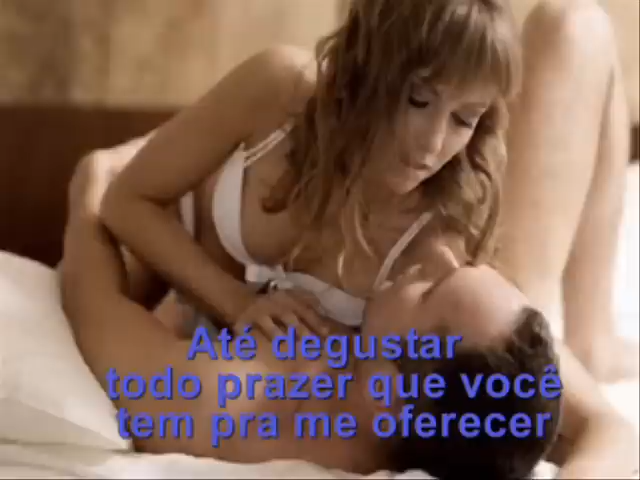 Até degustar
todo prazer que você
tem pra me oferecer